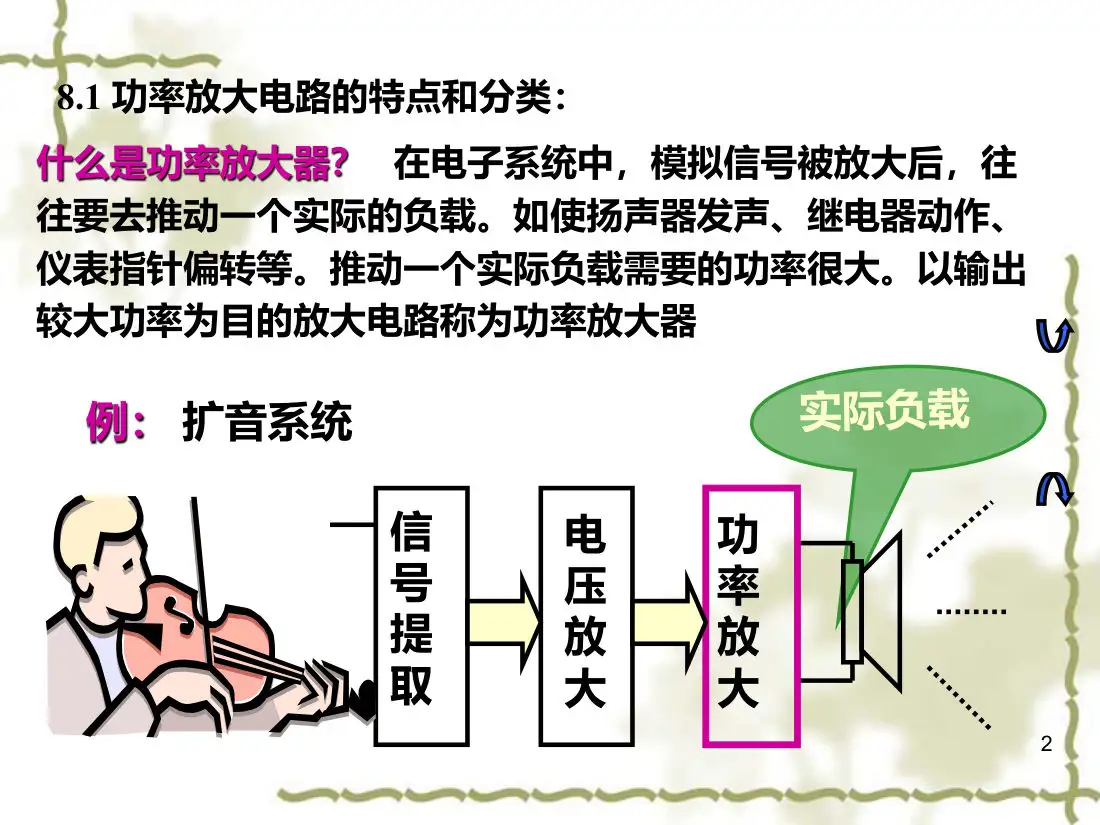 8.1 功率放大电路的特点和分类：
什么是功率放大器？ 在电子系统中，模拟信号被放大后，往
往要去推动一个实际的负载。如使扬声器发声、继电器动作、
仪表指针偏转等。推动一个实际负载需要的功率很大。以输出
较大功率为目的放大电路称为功率放大器
例： 扩音系统
实际负载
信号提取
电压放大
功率放大
2